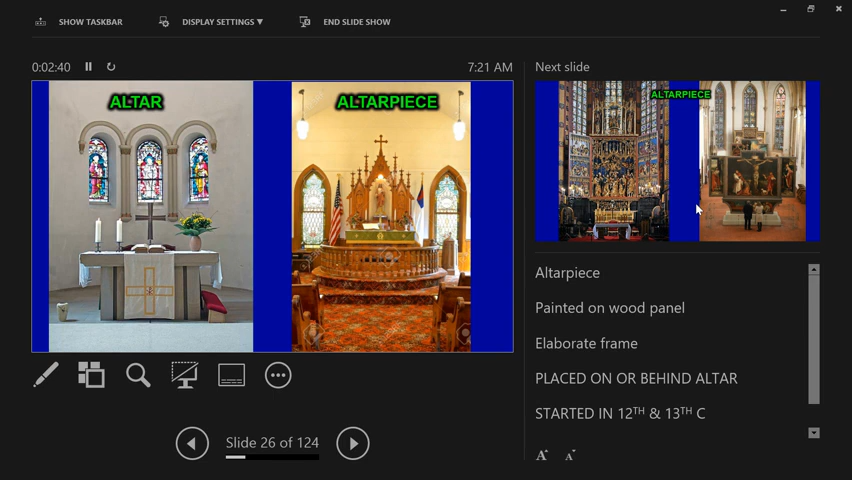 SHOW TASKBAR
DISPLAY SETTINGS ▼
END SLIDE SHOW
0:02:40
7:21 AM
Next slide
ALTAR
ALTARPIECE
ALTARPIECE
Altarpiece
Painted on wood panel
Elaborate frame
PLACED ON OR BEHIND ALTAR
STARTED IN 12TH & 13TH C
Slide 26 of 124
A
A